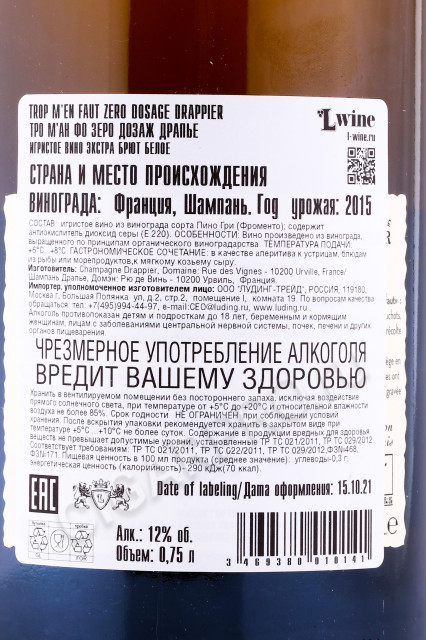 TROP M'EN FAUT ZERO DOSAGE DRAPPIER
ТРО М'АН ФО ЗЕРО ДОЗАЖ ДРАПЬЕ
ИГРИСТОЕ ВИНО ЭКСТРА БРЮТ БЕЛОЕ
Lwine
l-wine.ru
СТРАНА И МЕСТО ПРОИСХОЖДЕНИЯ
ВИНОГРАДА: Франция, Шампань. Год урожая: 2015
СОСТАВ: игристре вино из винограда сорта Пино Гри (Фроменто); содержит
антиокислитель диоксид серы (Е 220). ОСОБЕННОСТИ: Вино произведено из винограда,
выращенного по принципам органического виноградарства. ТЕМПЕРАТУРА ПОДАЧИ:
+6°С ..+8°С. ГАСТРОНОМИЧЕСКОЕ СОЧЕТАНИЕ: в качестве аперитива к устрицам, блюдам
из рыбы или морепродуктов,к мягкому козьему сыру.
Изготовитель: Champagne Drappier, Domaine: Rue des Vignes - 10200 Urville, France/
Шампань Драпье, Домэн: Рю де Винь - 10200 Урвиль, Франция.
Импортер, уполномоченное изготовителем лицо: ООО "ЛУДИНГ-ТРЕЙД", РОССИЯ, 119180,
Москва г, Большая Полянка ул, д.2, стр.2, помещение I, комната 19. По вопросам качества
обращаться: тел: +7(495)994-44-97, e-mail:CEO@luding.ru, www.luding.ru
Алкоголь противопоказан детям и подросткам до 18 лет, беременным и кормящим
женщинам, лицам с заболеваниями центральной нервной системы, почек, печени и других
органов пищеварения.
ЧРЕЗМЕРНОЕ УПОТРЕБЛЕНИЕ АЛКОГОЛЯ
ВРЕДИТ ВАШЕМУ ЗДОРОВЬЮ
Хранить в вентилируемом помещении без постороннего запаха, исключая воздействие
прямого солнечного света, при температуре от +5°С до +20°С и относительной влажности
воздуха не более 85%. Срок годности НЕ ОГРАНИЧЕН при соблюдении условий
хранения. После вскрытия упаковки рекомендуется хранить в закрытом виде при
температуре +5°С ...+10°С не более суток. Содержание в продукции вредных для здоровья
веществ не превышает допустимые уровни, установленные ТР ТС 021/2011, ТР ТС 029/2012.
Соответствует требованиям: ТР ТС 021/2011, ТР ТС 022/2011, ТР ТС 029/2012.ФЗ№468,
ФЗ№171. Пищевая ценность в 100 мл продукта (среднее значение): углеводы-0,3 г.
энергетическая ценность (калорийность)- 290 кДж(70 ккал).
EAC
Date of labeling/Дата оформления: 15.10.21
Алк.: 12% об.
Объем: 0,75 л
3 469380 010141